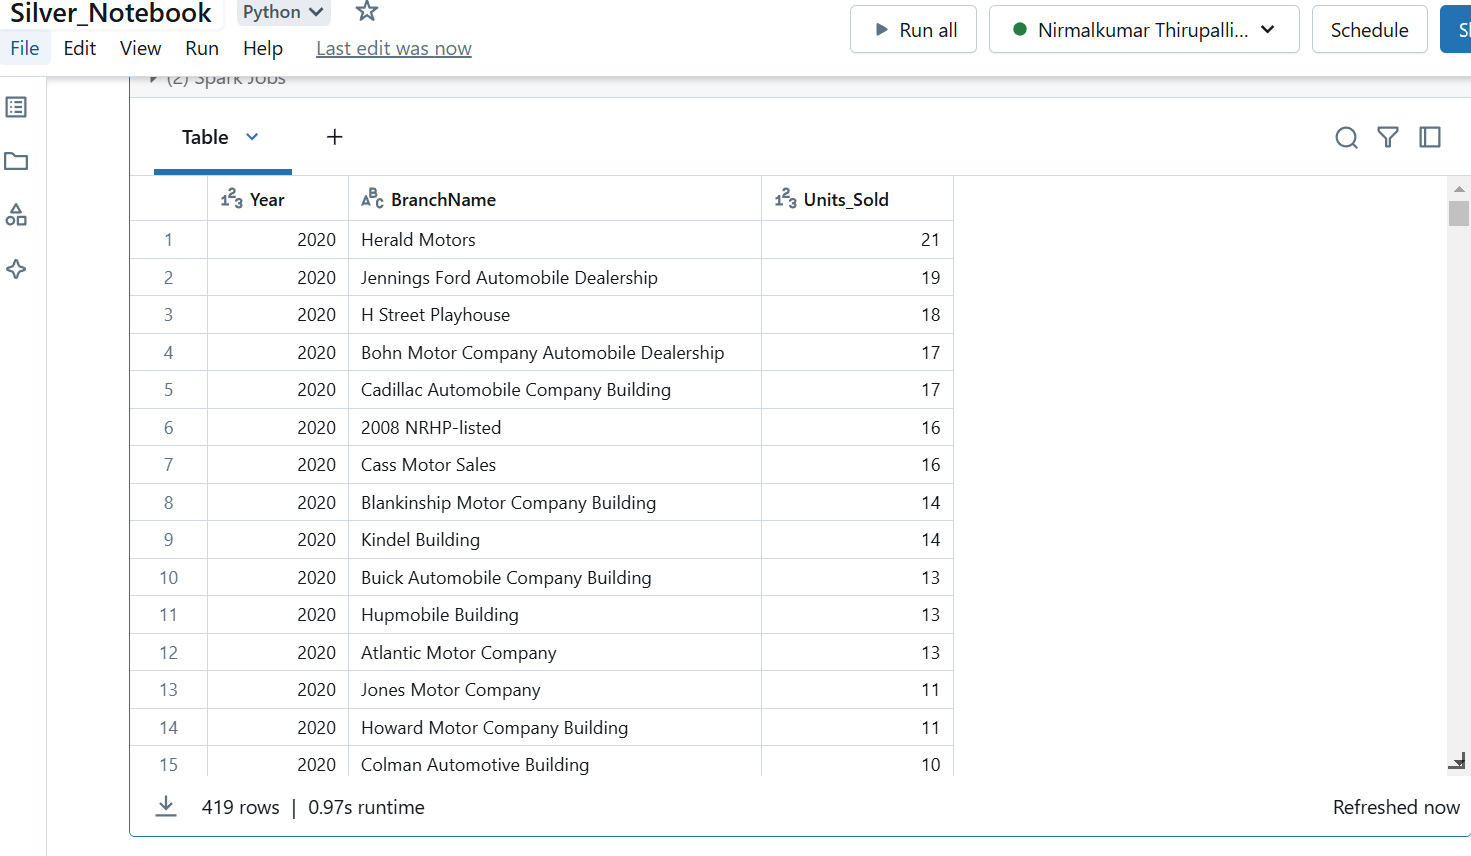 Silver_Notebook Python
File Edit View Run Help Last edit was now
Run all Nirmalkumar Thirupalli... Schedule
(2) Spark Jobs
Table +
Year BranchName Units_Sold
1 2020 Herald Motors 21
2 2020 Jennings Ford Automobile Dealership 19
3 2020 H Street Playhouse 18
4 2020 Bohn Motor Company Automobile Dealership 17
5 2020 Cadillac Automobile Company Building 17
6 2020 2008 NRHP-listed 16
7 2020 Cass Motor Sales 16
8 2020 Blankinship Motor Company Building 14
9 2020 Kindel Building 14
10 2020 Buick Automobile Company Building 13
11 2020 Hupmobile Building 13
12 2020 Atlantic Motor Company 13
13 2020 Jones Motor Company 11
14 2020 Howard Motor Company Building 11
15 2020 Colman Automotive Building 10
419 rows | 0.97s runtime Refreshed now